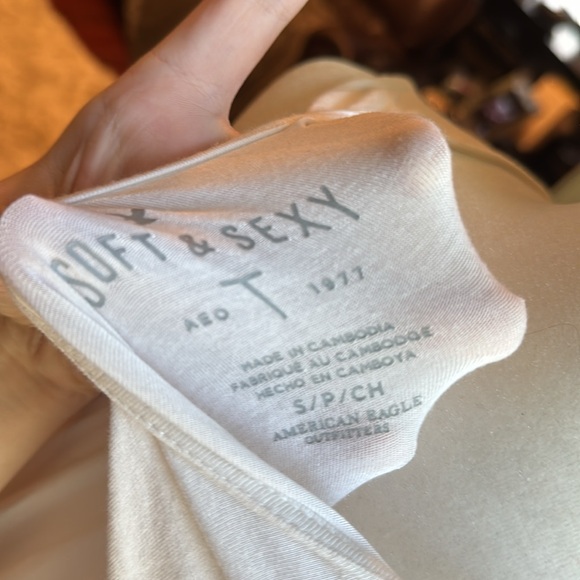 SOFT & SEXY
AEO T 1977
MADE IN CAMBODIA
FABRIQUÉ AU CAMBODGE
HECHO EN CAMBOYA
S/P/CH
AMERICAN EAGLE
OUTFITTERS